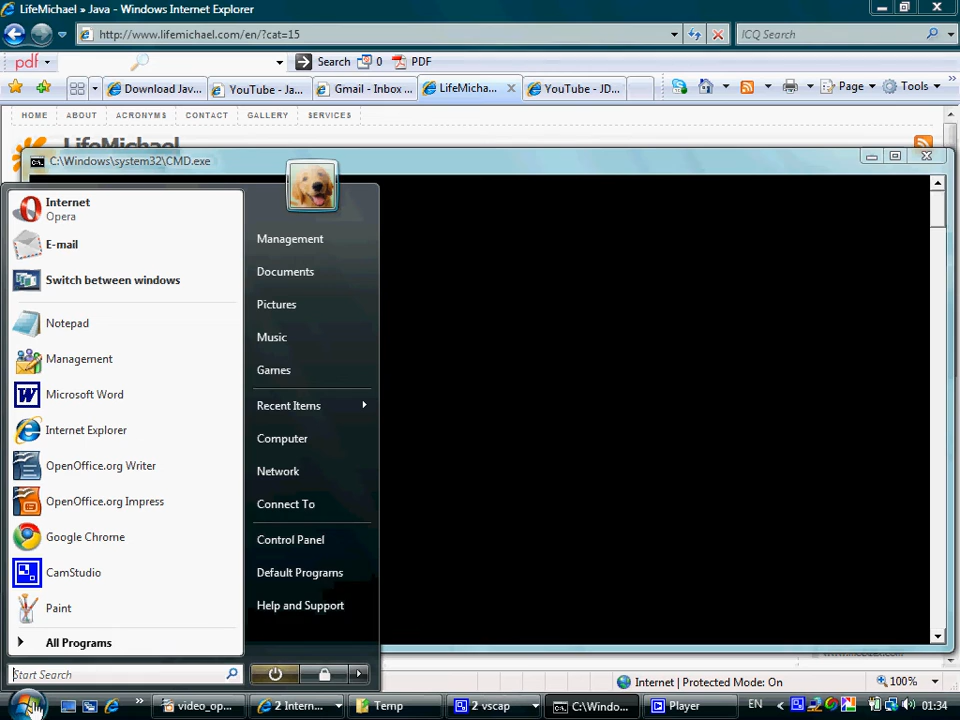 LifeMichael » Java - Windows Internet Explorer
http://www.lifemichael.com/en/?cat=15
ICQ Search
pdf
Search
0
PDF
Download Jav...
YouTube - Ja...
Gmail - Inbox ...
LifeMicha...
YouTube - JD...
Page
Tools
HOME
ABOUT
ACRONYMS
CONTACT
GALLERY
SERVICES
LifeMichael
C:\Windows\system32\CMD.exe
Internet
Opera
E-mail
Switch between windows
Notepad
Management
Microsoft Word
Internet Explorer
OpenOffice.org Writer
OpenOffice.org Impress
Google Chrome
CamStudio
Paint
All Programs
Start Search
Management
Documents
Pictures
Music
Games
Recent Items
Computer
Network
Connect To
Control Panel
Default Programs
Help and Support
Internet | Protected Mode: On
100%
video_op...
2 Intern...
Temp
2 vscap
C:\Windo...
Player
EN
01:34